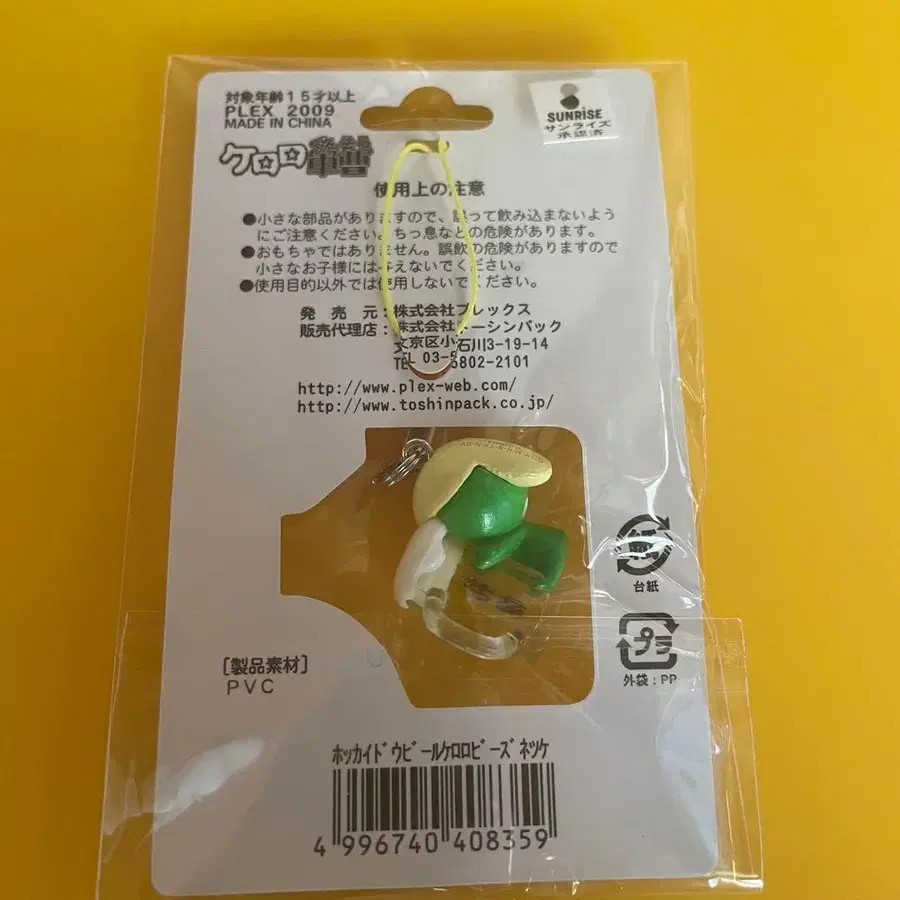 対象年齢15才以上
PLEX 2009
MADE IN CHINA
SUNRISE
サンライズ
承認済
ケロロ軍曹
使用上の注意
●小さな部品がありますので、誤って飲み込まないよう
にご注意ください。ちっ息などの危険があります。
●おもちゃではありません。誤飲の危険がありますので
小さなお子様には与えないでください。
●使用目的以外では使用しないでください。
発売元:株式会社プレックス
販売代理店:株式会社トーシンパック
文京区小石川3-19-14
TEL 03-5802-2101
http://www.plex-web.com/
http://www.toshinpack.co.jp/
台紙
プラ
外袋:PP
[製品素材]
PVC
ﾎｯｶｲﾄﾞｳﾋﾞｰﾙｹﾛﾛﾋﾞｰｽﾞﾈﾂｹ
4 996740 408359